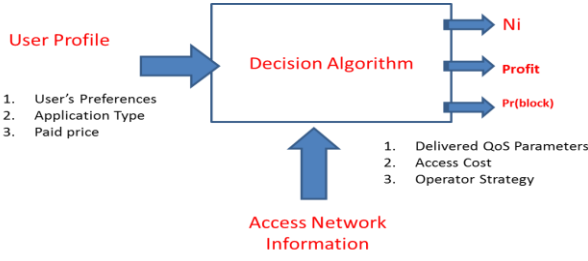 User Profile
1. User's Preferences
2. Application Type
3. Paid price
Decision Algorithm
Ni
Profit
Pr(block)
1. Delivered QoS Parameters
2. Access Cost
3. Operator Strategy
Access Network
Information